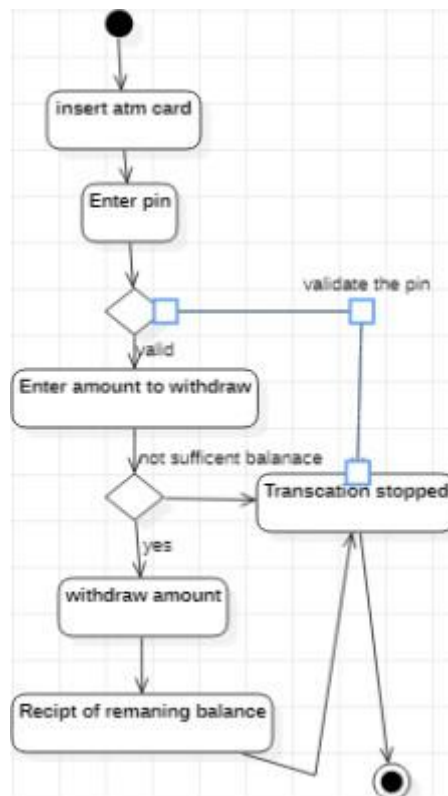 insert atm card
Enter pin
validate the pin
valid
Enter amount to withdraw
not sufficent balanace
Transcation stopped
yes
withdraw amount
Recipt of remaning balance